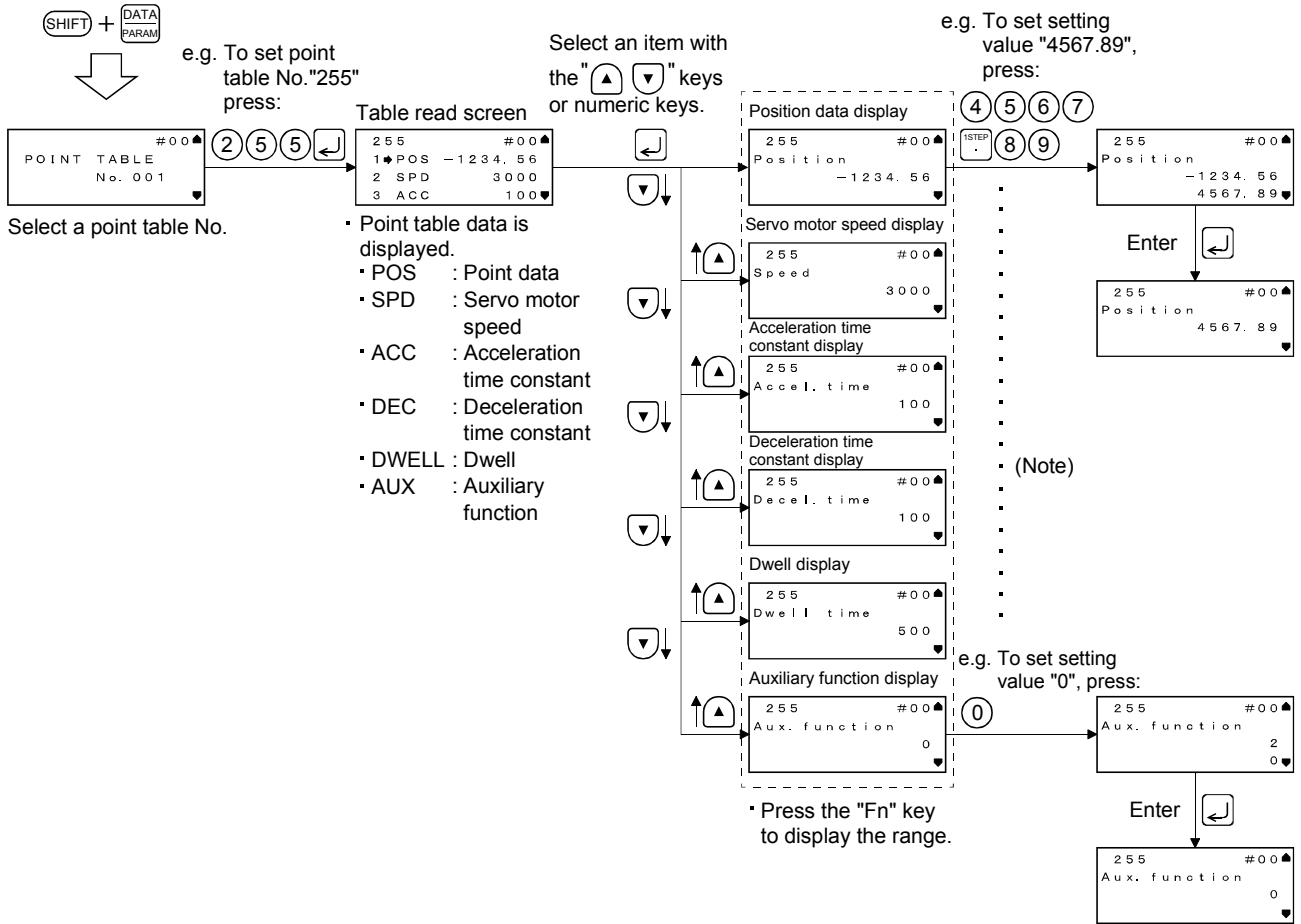 SHIFT + DATA
PARAM
e.g. To set point
table No."255"
press:
#00
POINT TABLE
No. 001
Select a point table No.
2 5 5
Table read screen
255 #00
1 POS -1234. 56
2 SPD 3000
3 ACC 100
Point table data is
displayed.
POS : Point data
SPD : Servo motor
speed
ACC : Acceleration
time constant
DEC : Deceleration
time constant
DWELL : Dwell
AUX : Auxiliary
function
Select an item with
the "▲ ▼" keys
or numeric keys.
Position data display
255 #00
Position
-1234. 56
Servo motor speed display
255 #00
Speed
3000
Acceleration time
constant display
255 #00
Accel. time
100
Deceleration time
constant display
255 #00
Decel. time
100
Dwell display
255 #00
Dwell time
500
Auxiliary function display
255 #00
Aux. function
0
Press the "Fn" key
to display the range.
e.g. To set setting
value "4567.89",
press:
4 5 6 7
1STEP
. 8 9
255 #00
Position
-1234. 56
4567. 89
Enter
255 #00
Position
4567. 89
(Note)
e.g. To set setting
value "0", press:
0
255 #00
Aux. function
2
0
Enter
255 #00
Aux. function
0